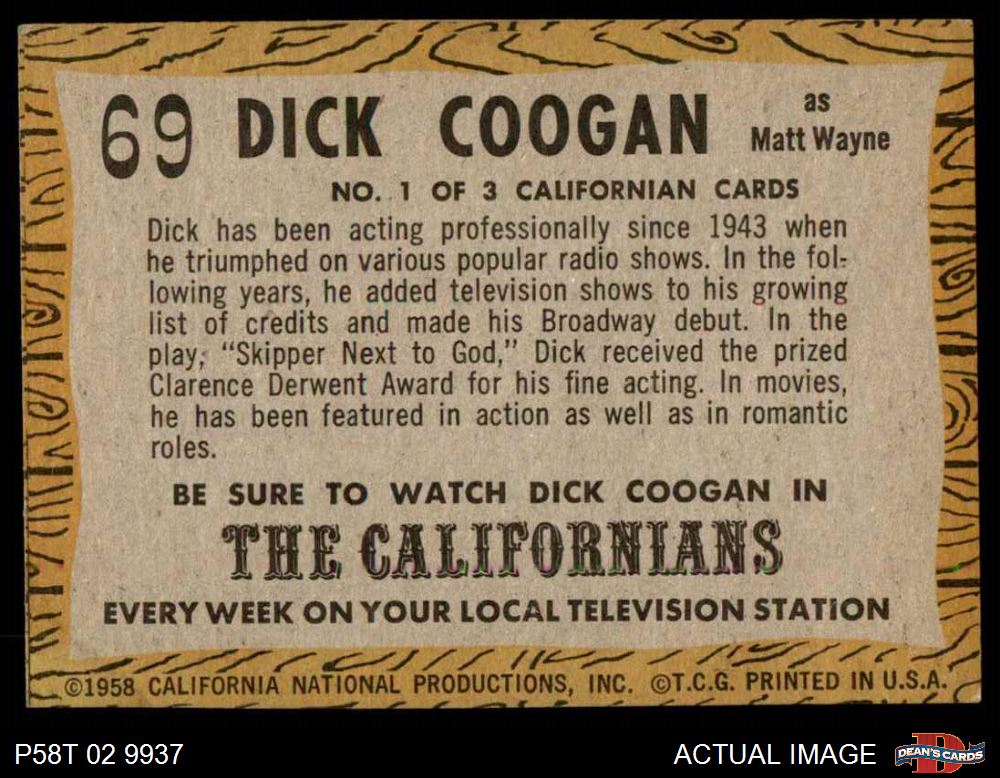 69 DICK COOGAN as Matt Wayne
NO. 1 OF 3 CALIFORNIAN CARDS
Dick has been acting professionally since 1943 when
he triumphed on various popular radio shows. In the fol-
lowing years, he added television shows to his growing
list of credits and made his Broadway debut. In the
play, “Skipper Next to God,” Dick received the prized
Clarence Derwent Award for his fine acting. In movies,
he has been featured in action as well as in romantic
roles.
BE SURE TO WATCH DICK COOGAN IN
THE CALIFORNIANS
EVERY WEEK ON YOUR LOCAL TELEVISION STATION
©1958 CALIFORNIA NATIONAL PRODUCTIONS, INC. ©T.C.G. PRINTED IN U.S.A.
P58T 02 9937 ACTUAL IMAGE DEAN'S CARDS